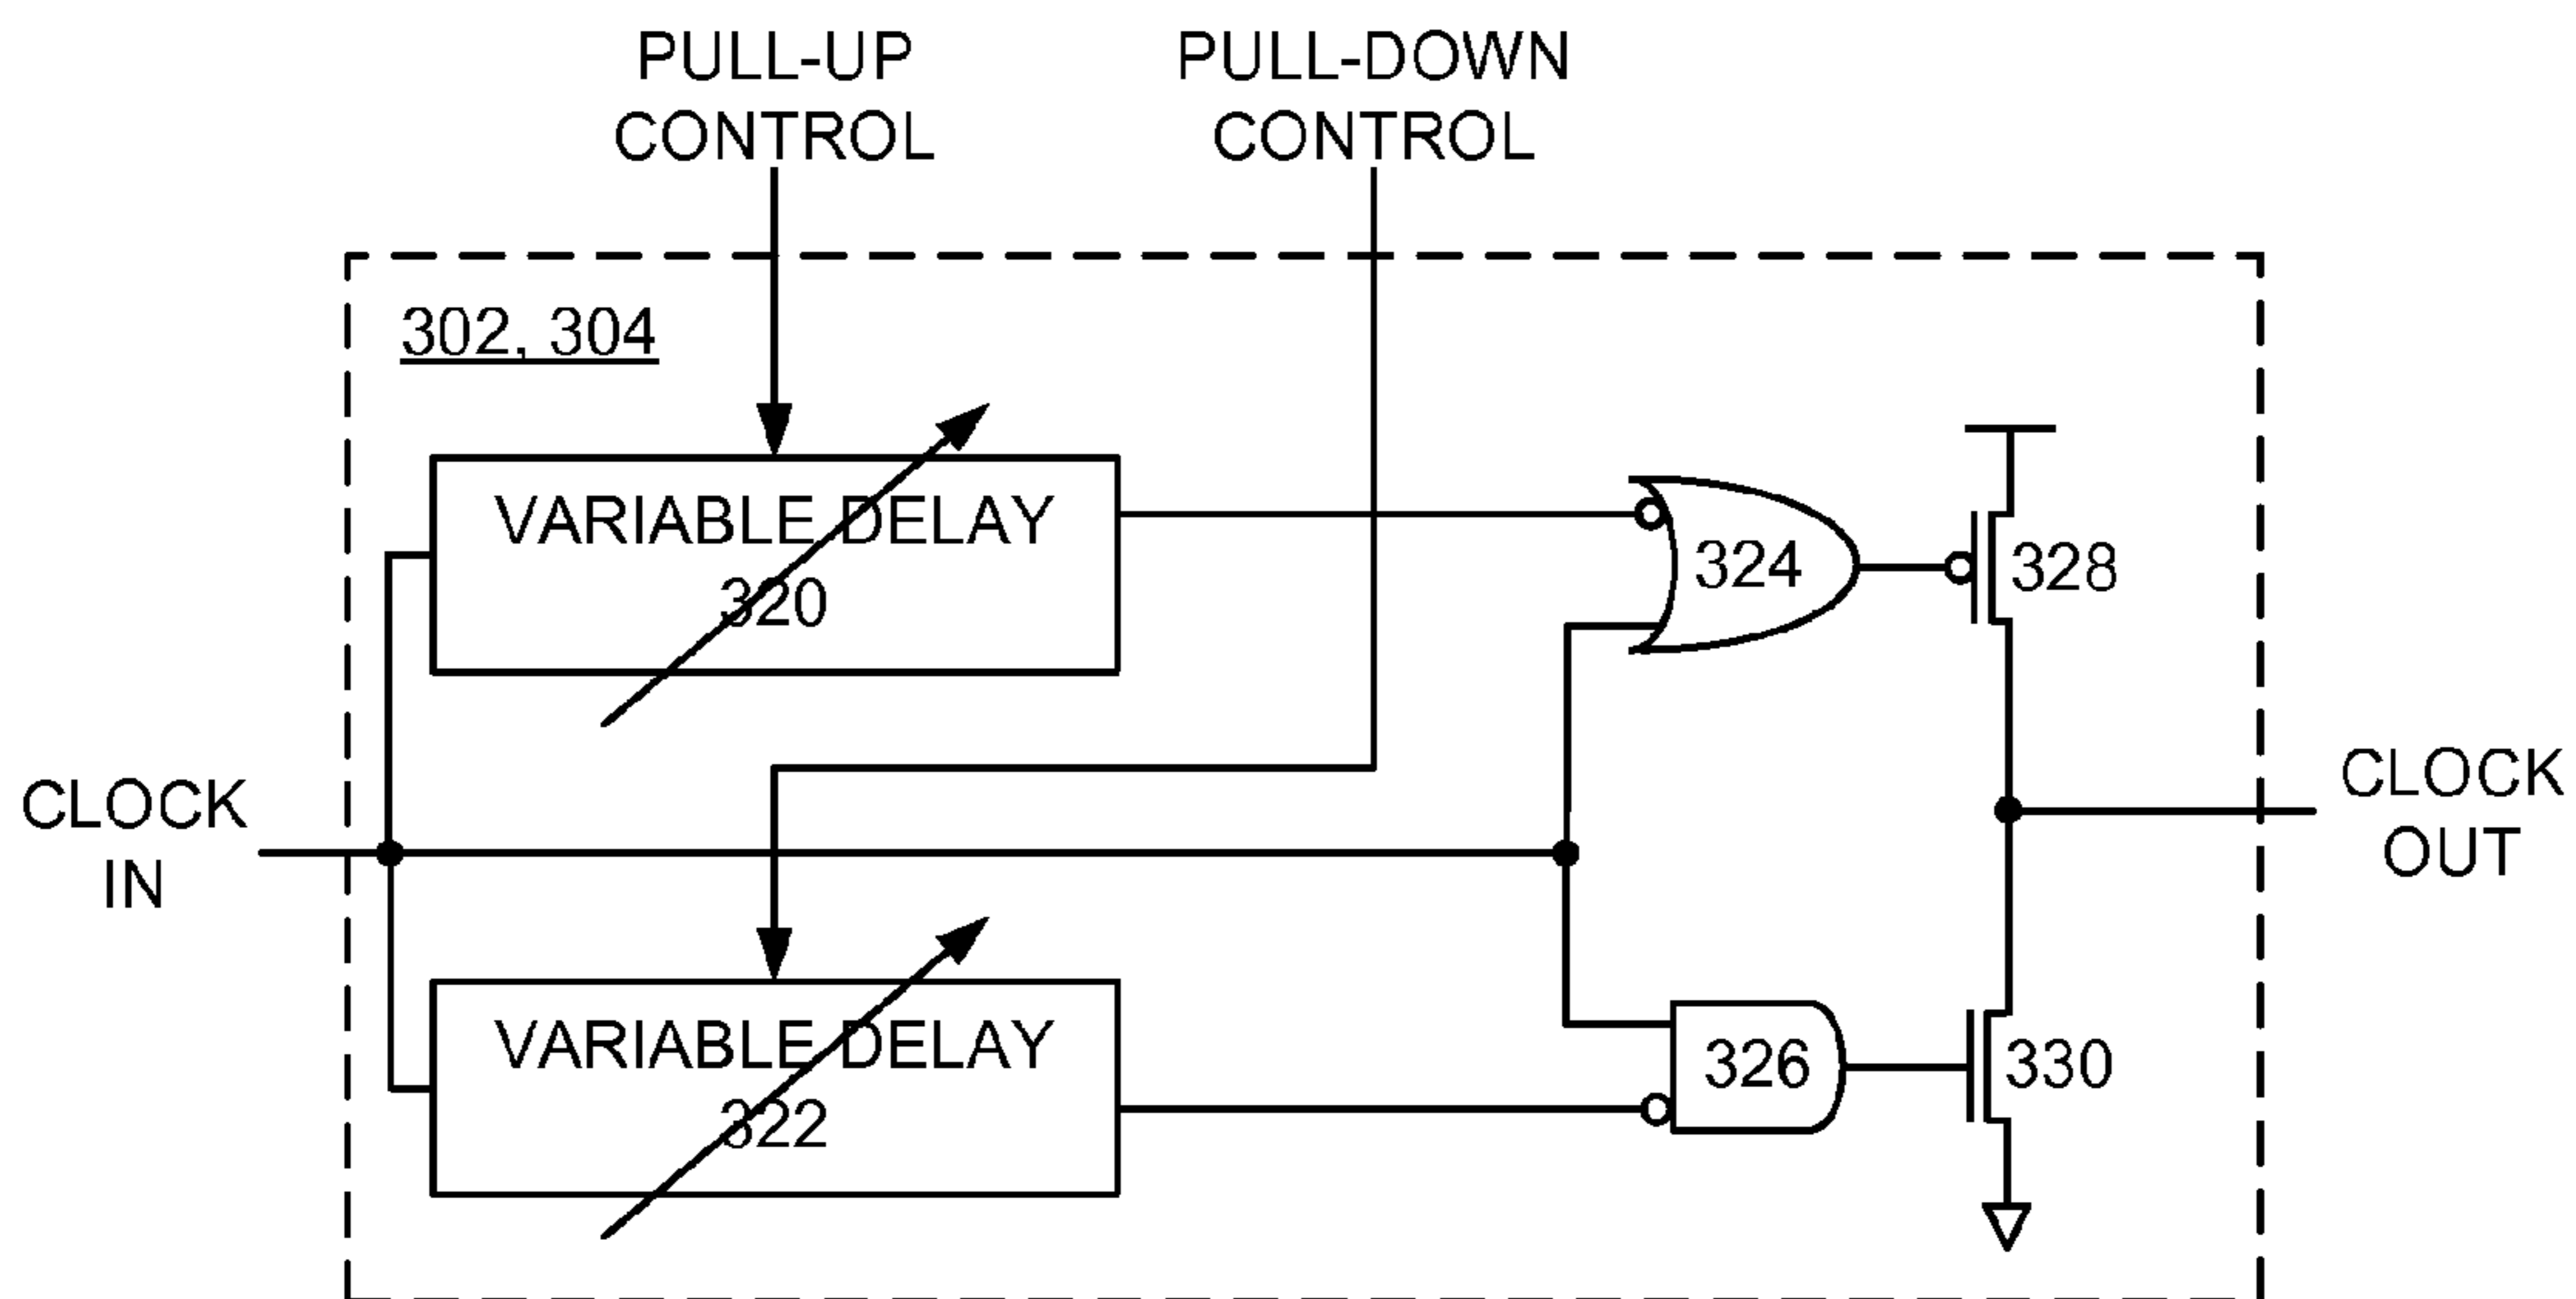 PULL-UP
CONTROL
PULL-DOWN
CONTROL
302, 304
VARIABLE DELAY
320
324
328
CLOCK
IN
CLOCK
OUT
VARIABLE DELAY
322
326
330